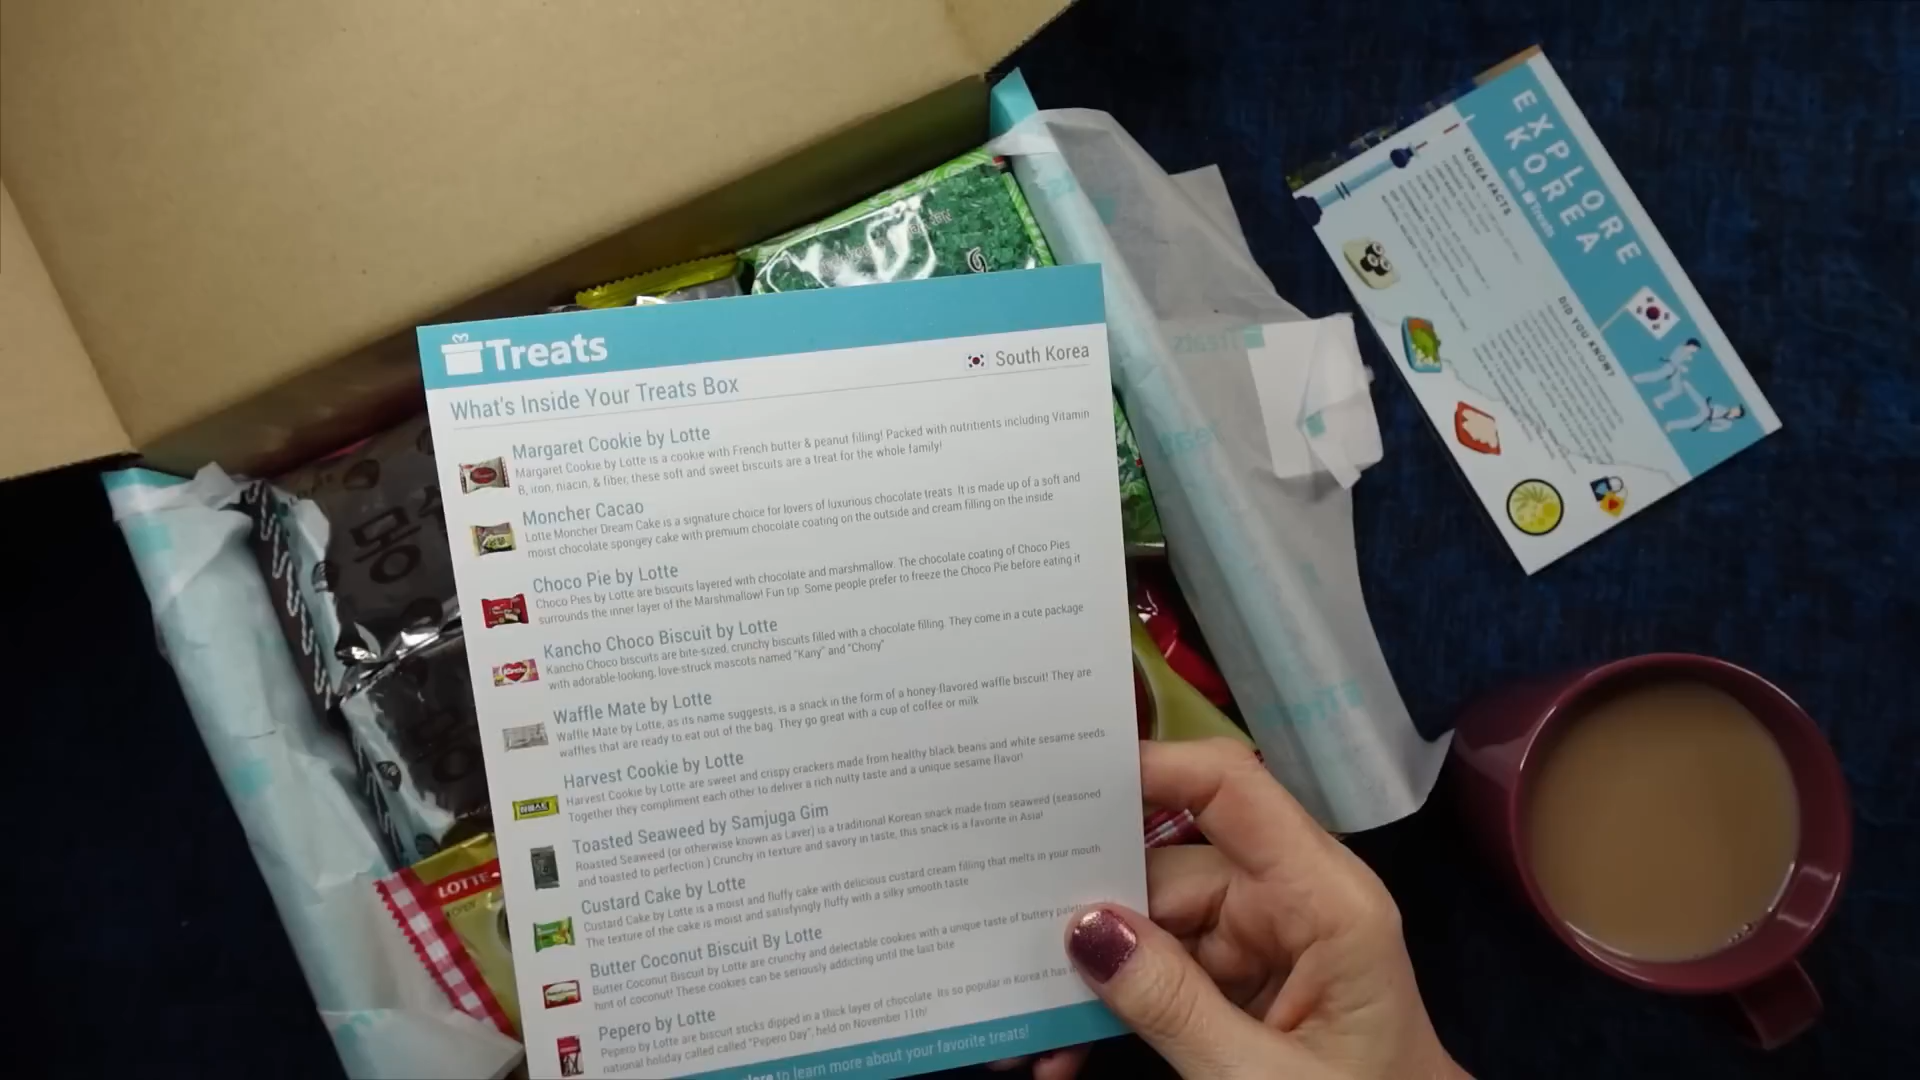 Treats
South Korea
What's Inside Your Treats Box
Margaret Cookie by Lotte
Margaret Cookie by Lotte is a cookie with French butter & peanut filling! Packed with nutritients including Vitamin
B, iron, niacin, & fiber, these soft and sweet biscuits are a treat for the whole family!
Moncher Cacao
Lotte Moncher Dream Cake is a signature choice for lovers of luxurious chocolate treats. It is made up of a soft and
moist chocolate spongey cake with premium chocolate coating on the outside and cream filling on the inside
Choco Pie by Lotte
Choco Pies by Lotte are biscuits layered with chocolate and marshmallow. The chocolate coating of Choco Pies
surrounds the inner layer of the Marshmallow! Fun tip: Some people prefer to freeze the Choco Pie before eating it
Kancho Choco Biscuit by Lotte
Kancho Choco biscuits are bite-sized, crunchy biscuits filled with a chocolate filling. They come in a cute package
with adorable-looking, love-struck mascots named "Kany" and "Chony"
Waffle Mate by Lotte
Waffle Mate by Lotte, as its name suggests, is a snack in the form of a honey-flavored waffle biscuit! They are
waffles that are ready to eat out of the bag. They go great with a cup of coffee or milk
Harvest Cookie by Lotte
Harvest Cookie by Lotte are sweet and crispy crackers made from healthy black beans and white sesame seeds
Together they compliment each other to deliver a rich nutty taste and a unique sesame flavor!
Toasted Seaweed by Samjuga Gim
Roasted Seaweed (or otherwise known as Laver) is a traditional Korean snack made from seaweed (seasoned
and toasted to perfection.) Crunchy in texture and savory in taste, this snack is a favorite in Asia!
Custard Cake by Lotte
Custard Cake by Lotte is a moist and fluffy cake with delicious custard cream filling that melts in your mouth
The texture of the cake is moist and satisfyingly fluffy with a silky smooth taste
Butter Coconut Biscuit By Lotte
Butter Coconut Biscuit by Lotte are crunchy and delectable cookies with a unique taste of buttery
hint of coconut! These cookies can be seriously addicting until the last bite
Pepero by Lotte
Pepero by Lotte are biscuit sticks dipped in a thick layer of chocolate. Its so popular in Korea it has
national holiday called called "Pepero Day", held on November 11th!
to learn more about your favorite treats!
EXPLORE
KOREA
with Treats
KOREA FACTS
DID YOU KNOW?
LOTTE
OPEN
몽
Treats